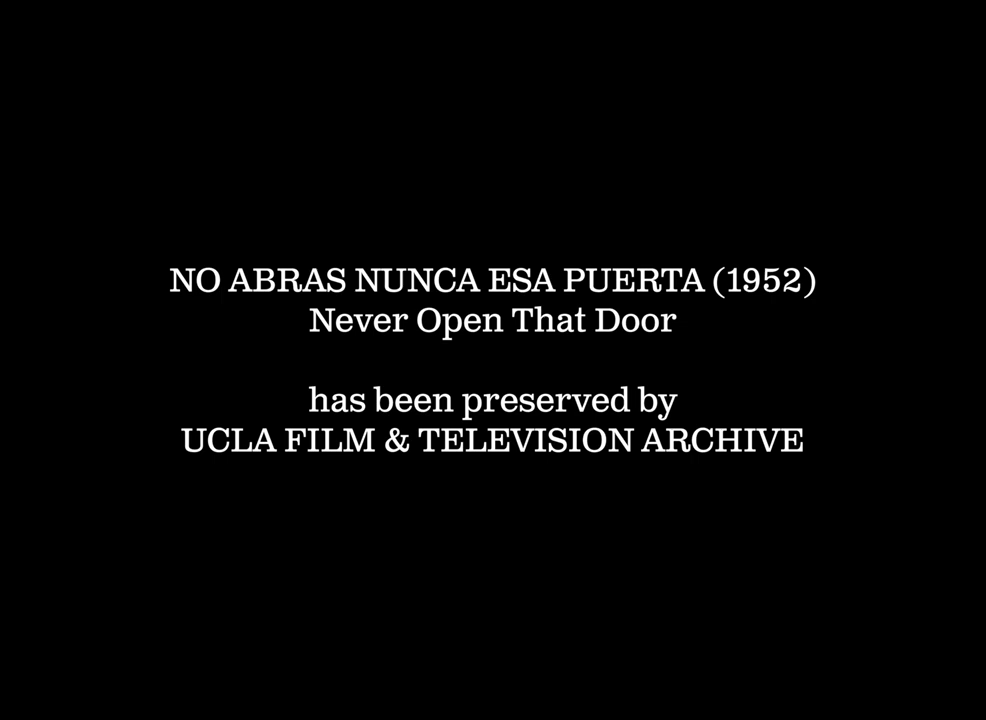 NO ABRAS NUNCA ESA PUERTA (1952)
Never Open That Door
has been preserved by
UCLA FILM & TELEVISION ARCHIVE